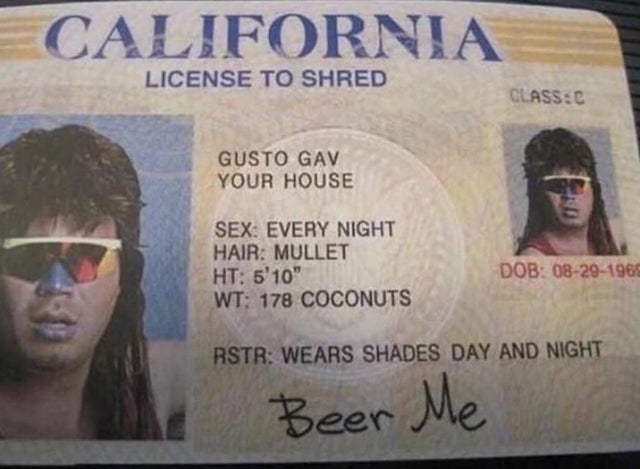 CALIFORNIA
LICENSE TO SHRED
CLASS:C
GUSTO GAV
YOUR HOUSE
SEX: EVERY NIGHT
HAIR: MULLET
HT: 5'10"
WT: 178 COCONUTS
DOB: 08-29-196
RSTR: WEARS SHADES DAY AND NIGHT
Beer Me